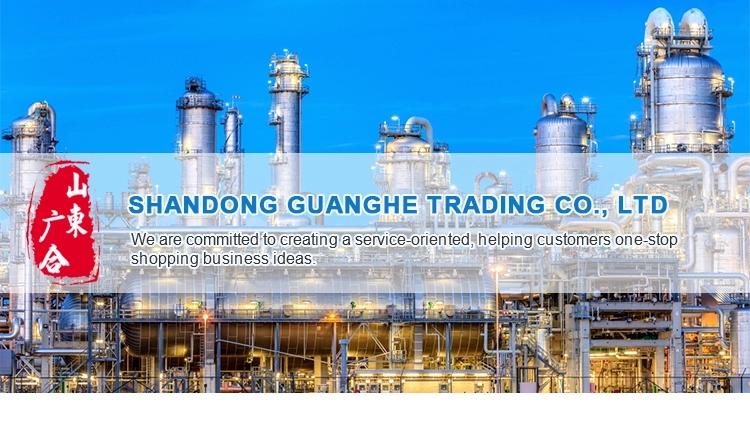 山東
广合
SHANDONG GUANGHE TRADING CO., LTD
We are committed to creating a service-oriented, helping customers one-stop
shopping business ideas.